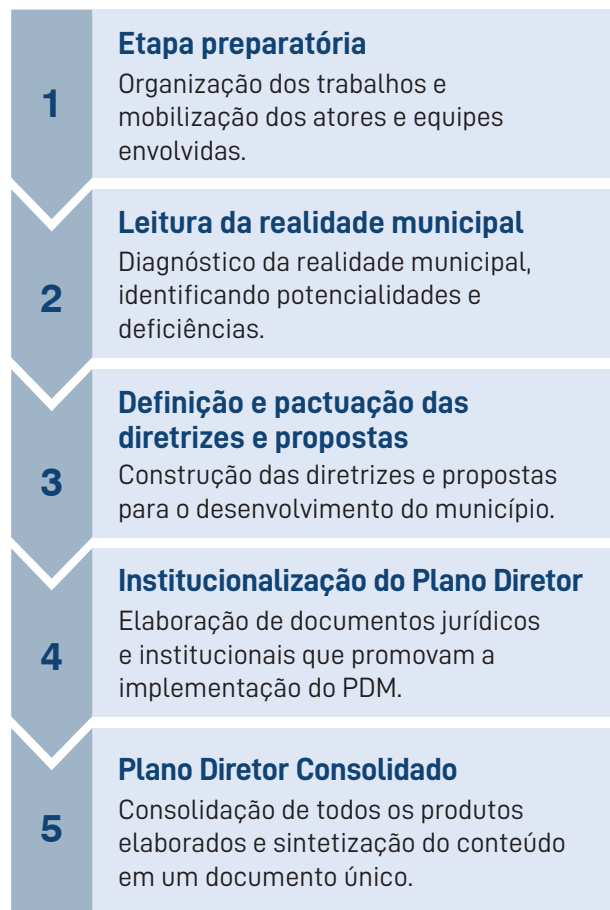 1
Etapa preparatória
Organização dos trabalhos e
mobilização dos atores e equipes
envolvidas.
2
Leitura da realidade municipal
Diagnóstico da realidade municipal,
identificando potencialidades e
deficiências.
3
Definição e pactuação das
diretrizes e propostas
Construção das diretrizes e propostas
para o desenvolvimento do município.
4
Institucionalização do Plano Diretor
Elaboração de documentos jurídicos
e institucionais que promovam a
implementação do PDM.
5
Plano Diretor Consolidado
Consolidação de todos os produtos
elaborados e sintetização do conteúdo
em um documento único.